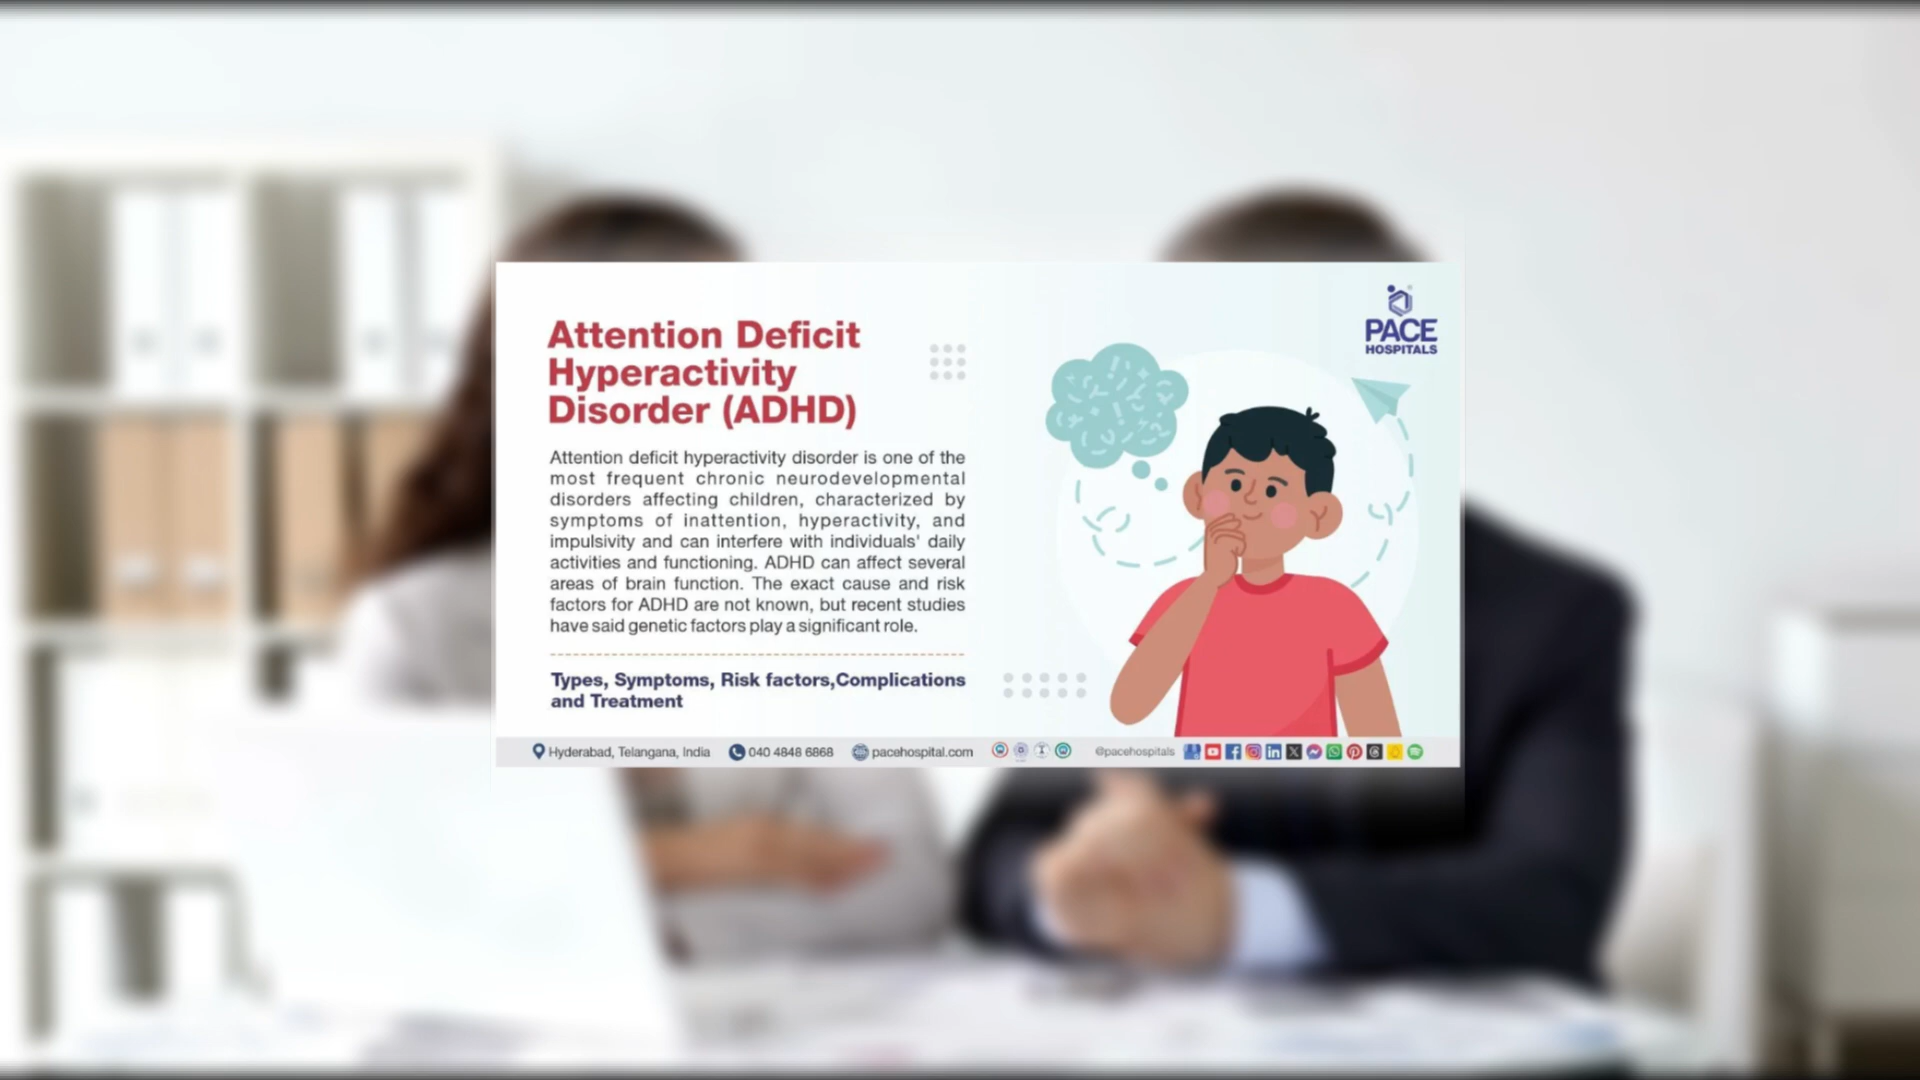 Attention Deficit
Hyperactivity
Disorder (ADHD)
Attention deficit hyperactivity disorder is one of the
most frequent chronic neurodevelopmental
disorders affecting children, characterized by
symptoms of inattention, hyperactivity, and
impulsivity and can interfere with individuals' daily
activities and functioning. ADHD can affect several
areas of brain function. The exact cause and risk
factors for ADHD are not known, but recent studies
have said genetic factors play a significant role.
Types, Symptoms, Risk factors,Complications
and Treatment
PACE
HOSPITALS
Hyderabad, Telangana, India 040 4848 6868 pacehospital.com @pacehospitals